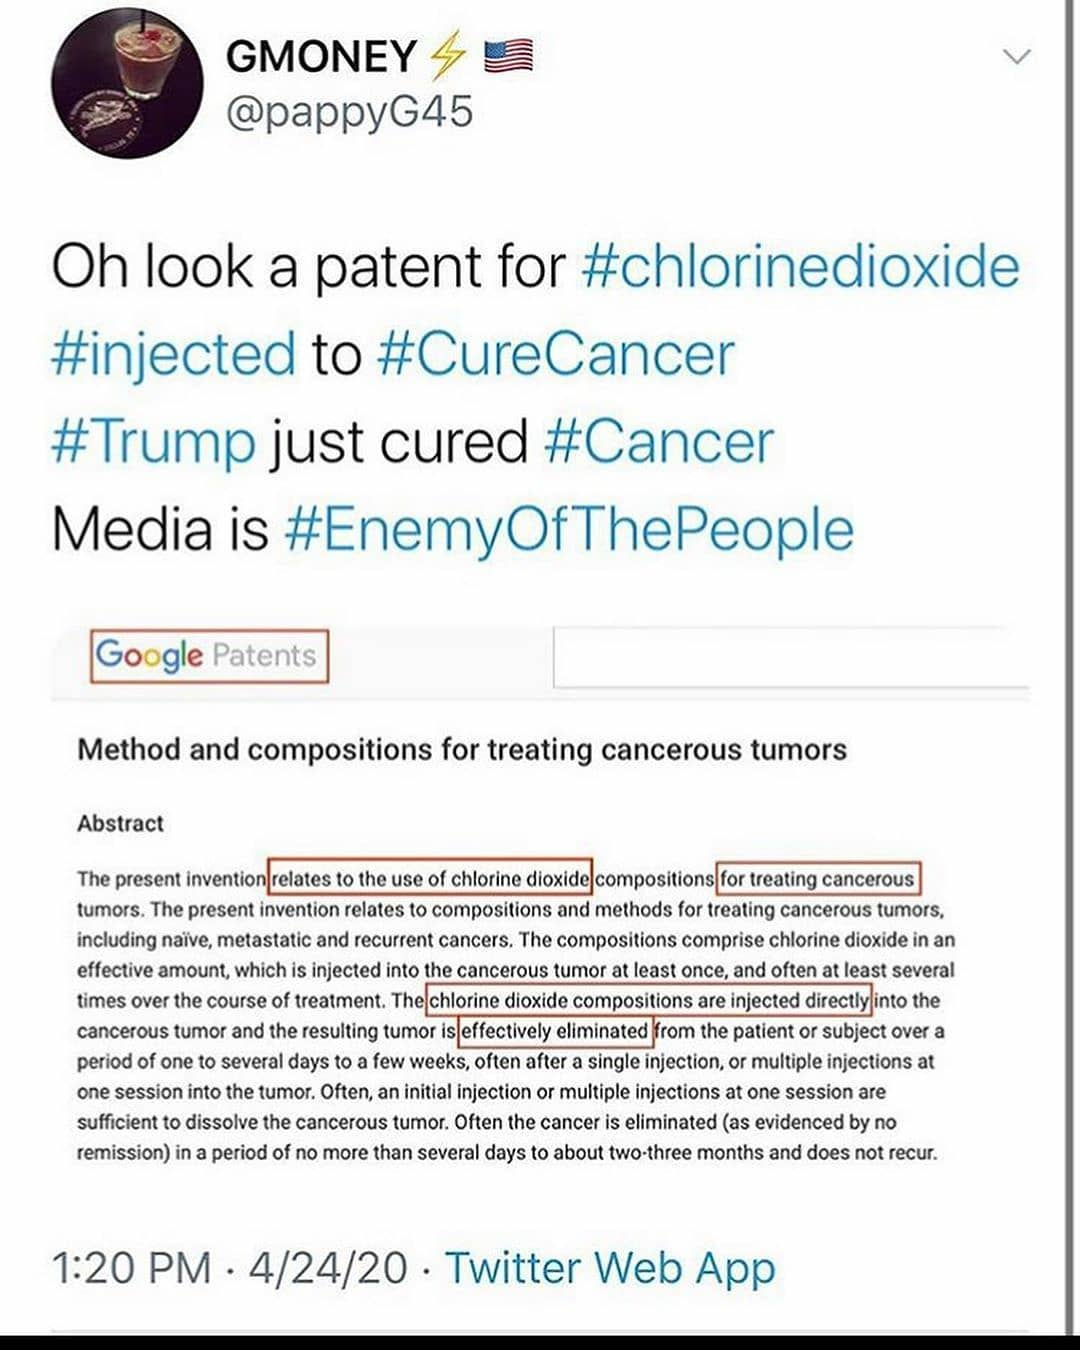 GMONEY⚡🇺🇸
@pappyG45
Oh look a patent for #chlorinedioxide
#injected to #CureCancer
#Trump just cured #Cancer
Media is #EnemyOfThePeople
Google Patents
Method and compositions for treating cancerous tumors
Abstract
The present invention relates to the use of chlorine dioxide compositions for treating cancerous
tumors. The present invention relates to compositions and methods for treating cancerous tumors,
including naïve, metastatic and recurrent cancers. The compositions comprise chlorine dioxide in an
effective amount, which is injected into the cancerous tumor at least once, and often at least several
times over the course of treatment. The chlorine dioxide compositions are injected directly into the
cancerous tumor and the resulting tumor is effectively eliminated from the patient or subject over a
period of one to several days to a few weeks, often after a single injection, or multiple injections at
one session into the tumor. Often, an initial injection or multiple injections at one session are
sufficient to dissolve the cancerous tumor. Often the cancer is eliminated (as evidenced by no
remission) in a period of no more than several days to about two-three months and does not recur.
1:20 PM · 4/24/20 · Twitter Web App